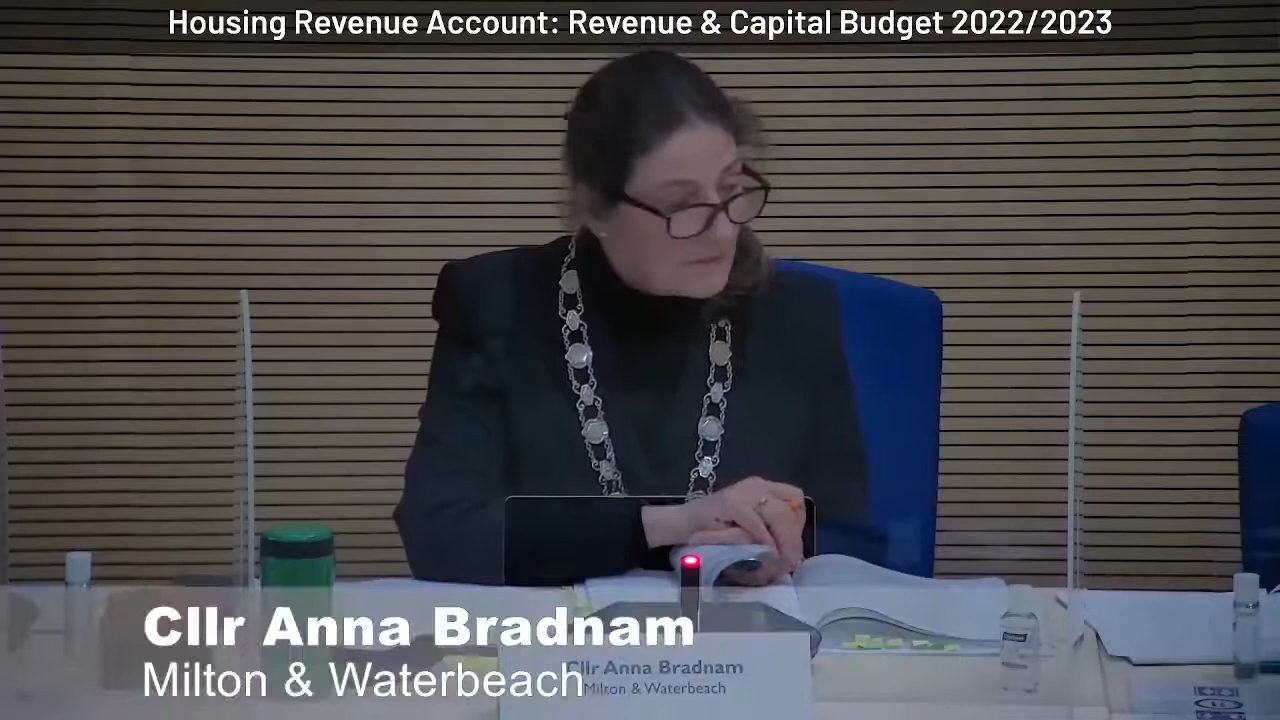 Housing Revenue Account: Revenue & Capital Budget 2022/2023
Cllr Anna Bradnam
Milton & Waterbeach
Cllr Anna Bradnam
Milton & Waterbeach